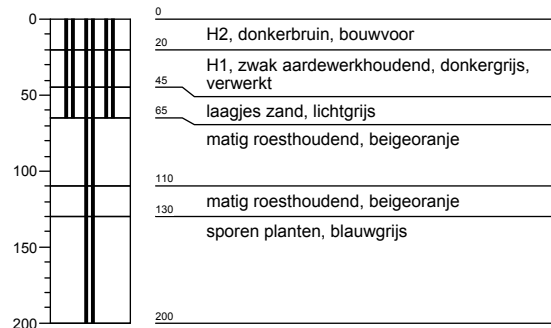 0
50
100
150
200
0
H2, donkerbruin, bouwvoor
20
H1, zwak aardewerkhoudend, donkergrijs,
verwerkt
45
laagjes zand, lichtgrijs
65
matig roesthoudend, beigeoranje
110
matig roesthoudend, beigeoranje
130
sporen planten, blauwgrijs
200